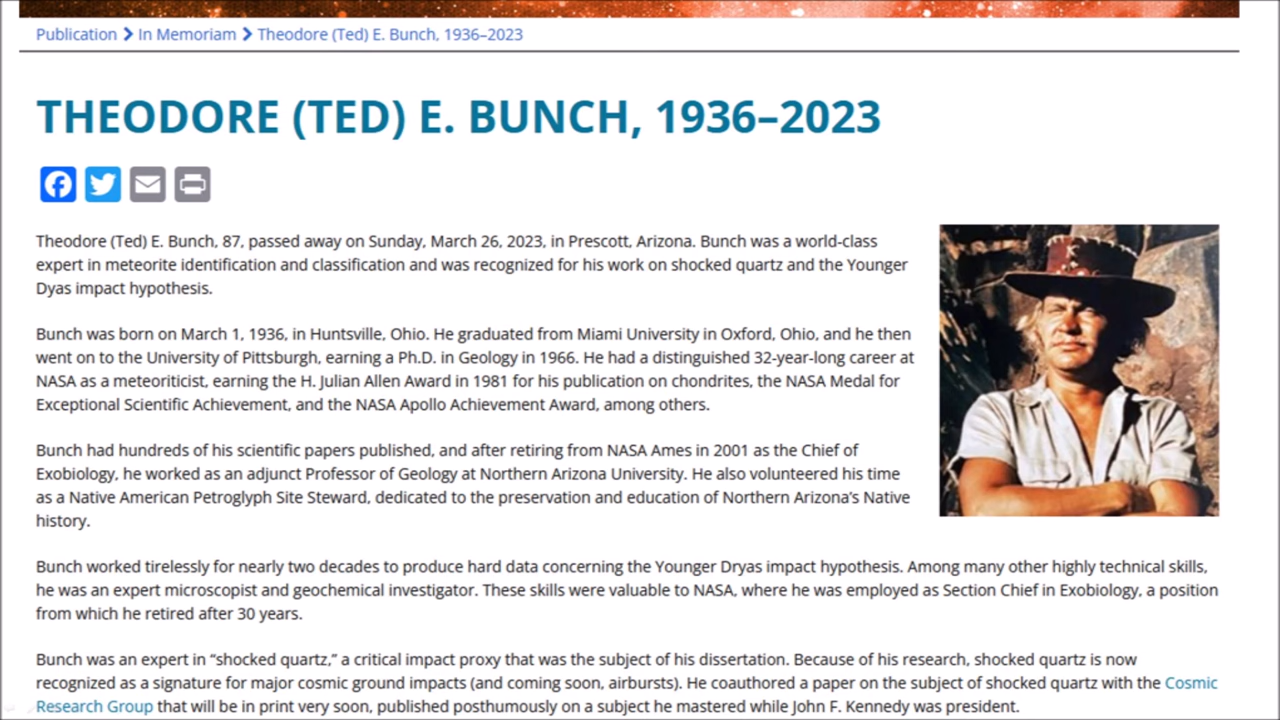 Publication > In Memoriam > Theodore (Ted) E. Bunch, 1936–2023
THEODORE (TED) E. BUNCH, 1936–2023
Theodore (Ted) E. Bunch, 87, passed away on Sunday, March 26, 2023, in Prescott, Arizona. Bunch was a world-class
expert in meteorite identification and classification and was recognized for his work on shocked quartz and the Younger
Dyas impact hypothesis.
Bunch was born on March 1, 1936, in Huntsville, Ohio. He graduated from Miami University in Oxford, Ohio, and he then
went on to the University of Pittsburgh, earning a Ph.D. in Geology in 1966. He had a distinguished 32-year-long career at
NASA as a meteoriticist, earning the H. Julian Allen Award in 1981 for his publication on chondrites, the NASA Medal for
Exceptional Scientific Achievement, and the NASA Apollo Achievement Award, among others.
Bunch had hundreds of his scientific papers published, and after retiring from NASA Ames in 2001 as the Chief of
Exobiology, he worked as an adjunct Professor of Geology at Northern Arizona University. He also volunteered his time
as a Native American Petroglyph Site Steward, dedicated to the preservation and education of Northern Arizona's Native
history.
Bunch worked tirelessly for nearly two decades to produce hard data concerning the Younger Dryas impact hypothesis. Among many other highly technical skills,
he was an expert microscopist and geochemical investigator. These skills were valuable to NASA, where he was employed as Section Chief in Exobiology, a position
from which he retired after 30 years.
Bunch was an expert in “shocked quartz,” a critical impact proxy that was the subject of his dissertation. Because of his research, shocked quartz is now
recognized as a signature for major cosmic ground impacts (and coming soon, airbursts). He coauthored a paper on the subject of shocked quartz with the Cosmic
Research Group that will be in print very soon, published posthumously on a subject he mastered while John F. Kennedy was president.